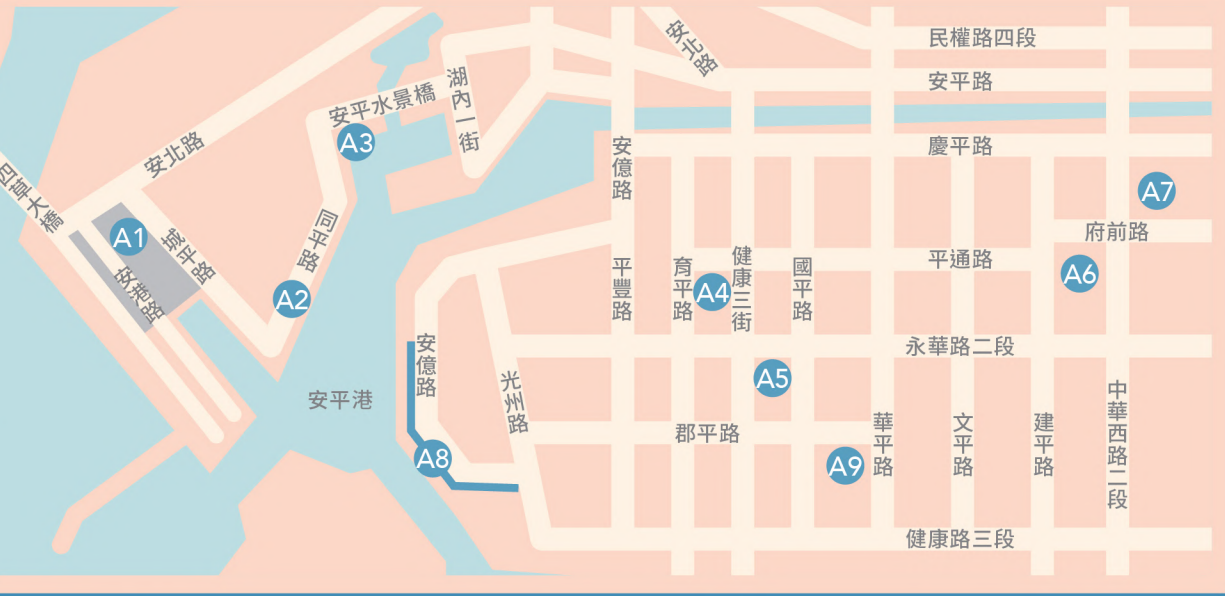 民權路四段
安北路
安平路
湖內一街
安平水景橋
A3
安北路
慶平路
安億路
四草大橋
A7
府前路
A1
城平路
同平路
安港路
A2
平豐路
育平路
A4
健康三街
國平路
平通路
A6
永華路二段
安億路
光州路
A5
安平港
中華西路二段
郡平路
華平路
文平路
建平路
A8
A9
健康路三段